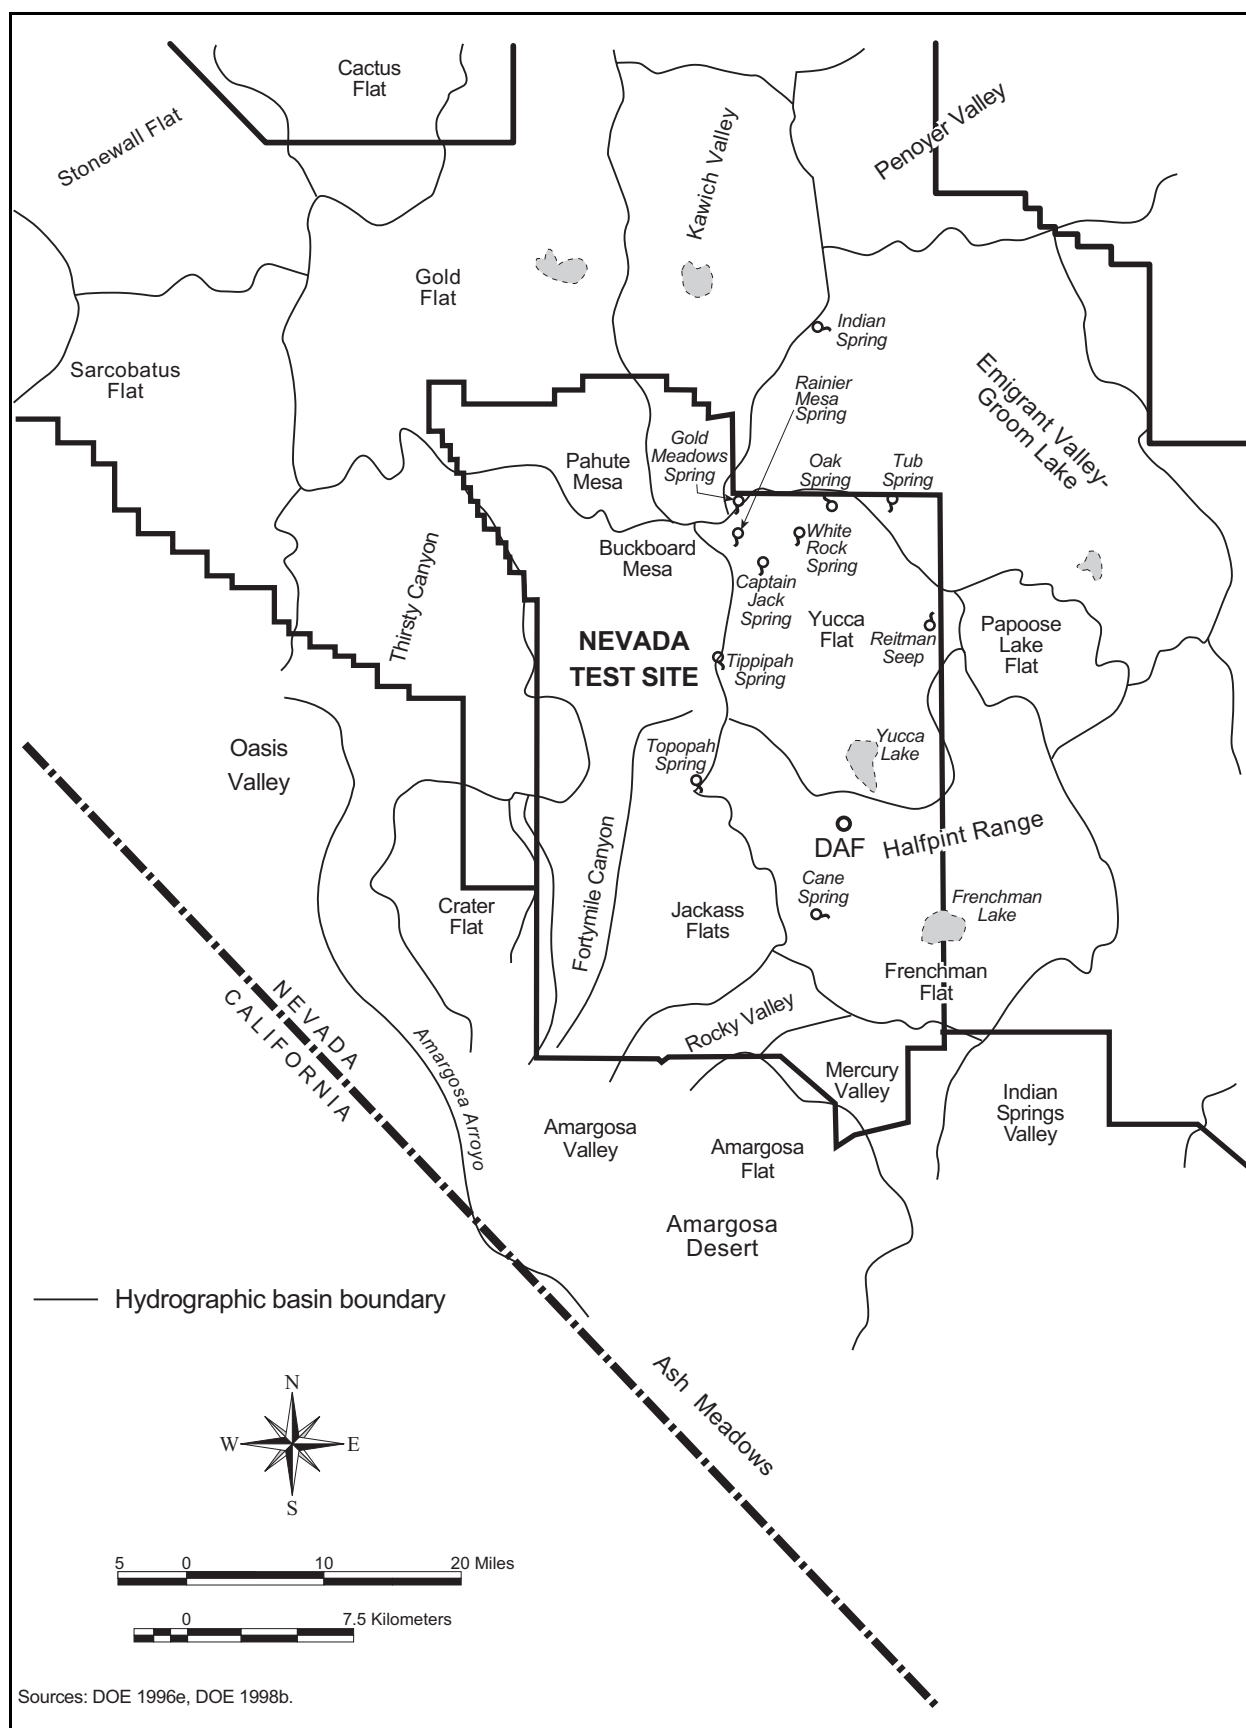 Cactus
Flat
Stonewall Flat
Penoyer Valley
Kawich Valley
Gold
Flat
Indian
Spring
Sarcobatus
Flat
Rainier
Mesa
Spring
Emigrant Valley-
Groom Lake
Gold
Meadows
Spring
Pahute
Mesa
Oak
Spring
Tub
Spring
Buckboard
Mesa
White
Rock
Spring
Captain
Jack
Spring
Thirsty Canyon
Yucca
Flat
Reitman
Seep
Papoose
Lake
Flat
NEVADA
TEST SITE
Tippipah
Spring
Oasis
Valley
Topopah
Spring
Yucca
Lake
DAF
Halfpint Range
Fortymile Canyon
Cane
Spring
Crater
Flat
Jackass
Flats
Frenchman
Lake
Frenchman
Flat
NEVADA
CALIFORNIA
Amargosa Arroyo
Rocky Valley
Mercury
Valley
Indian
Springs
Valley
Amargosa
Valley
Amargosa
Flat
Amargosa
Desert
Hydrographic basin boundary
Ash Meadows
N
W
E
S
5 0 10 20 Miles
0 7.5 Kilometers
Sources: DOE 1996e, DOE 1998b.